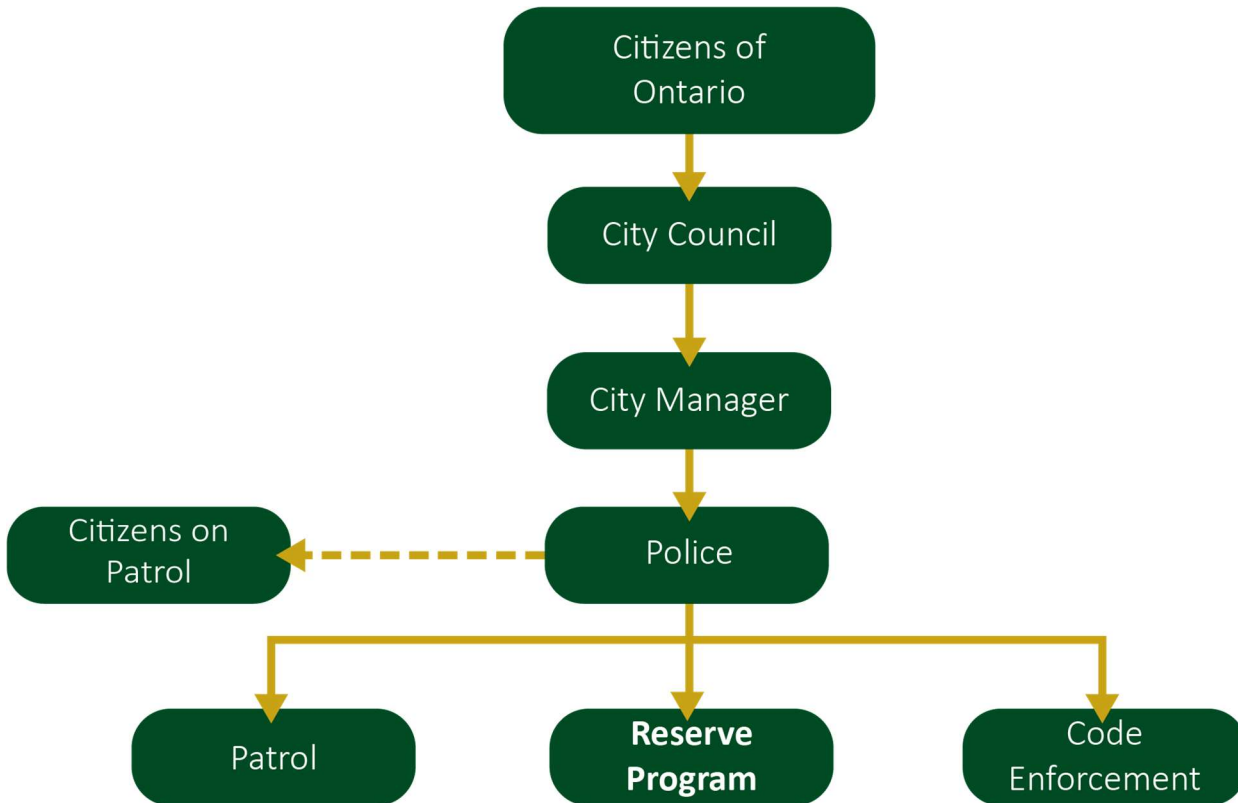 Citizens of
Ontario
City Council
City Manager
Citizens on
Patrol
Police
Patrol
Reserve
Program
Code
Enforcement